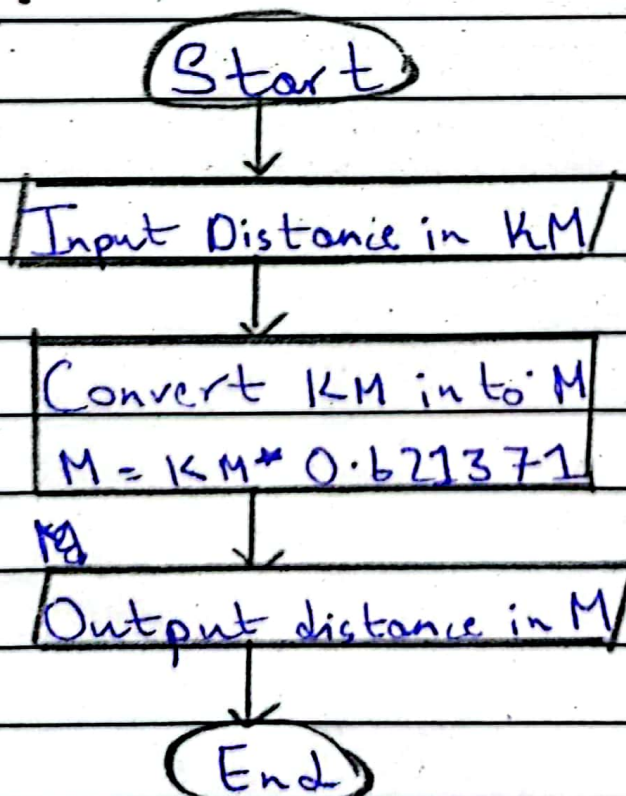 Start
Input Distance in KM
Convert KM in to M
M = KM* 0.621371
Output distance in M
End